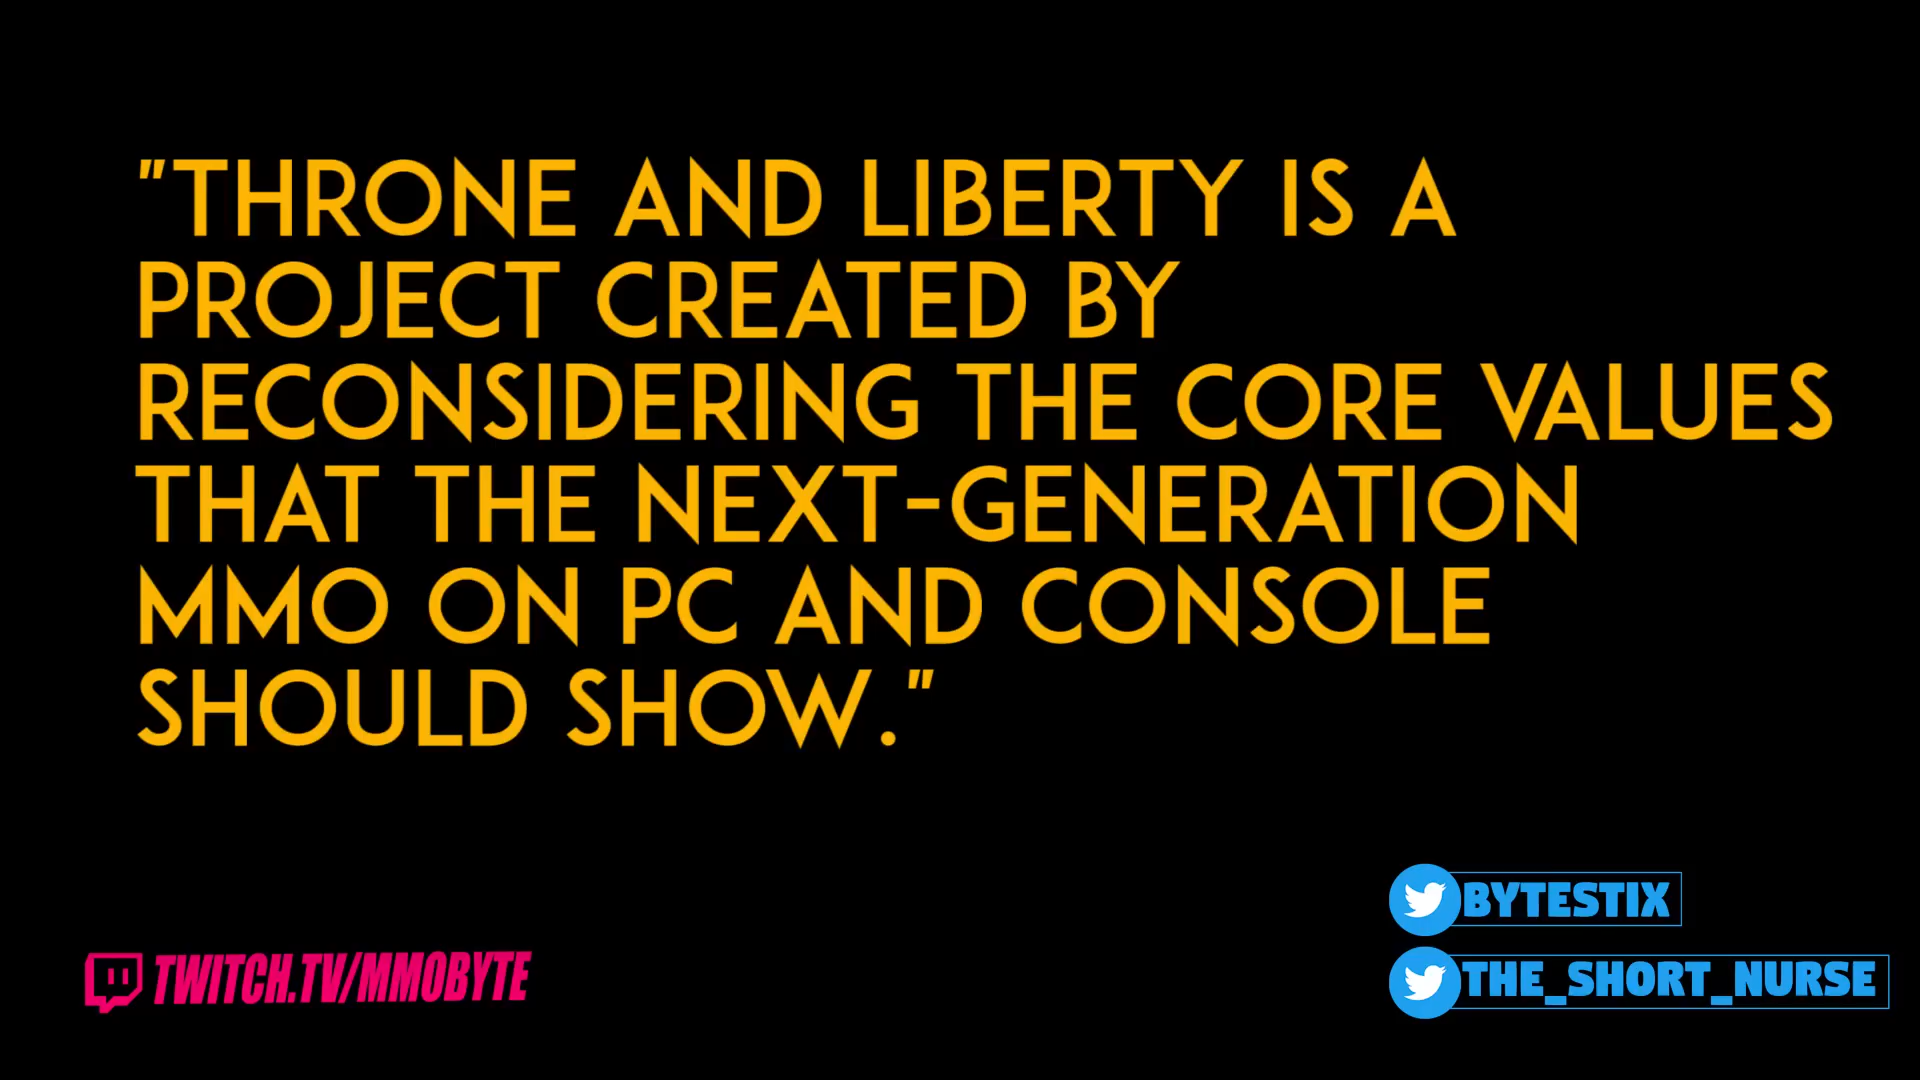 "THRONE AND LIBERTY IS A
PROJECT CREATED BY
RECONSIDERING THE CORE VALUES
THAT THE NEXT-GENERATION
MMO ON PC AND CONSOLE
SHOULD SHOW."
BYTESTIX
TWITCH.TV/MMOBYTE
THE_SHORT_NURSE